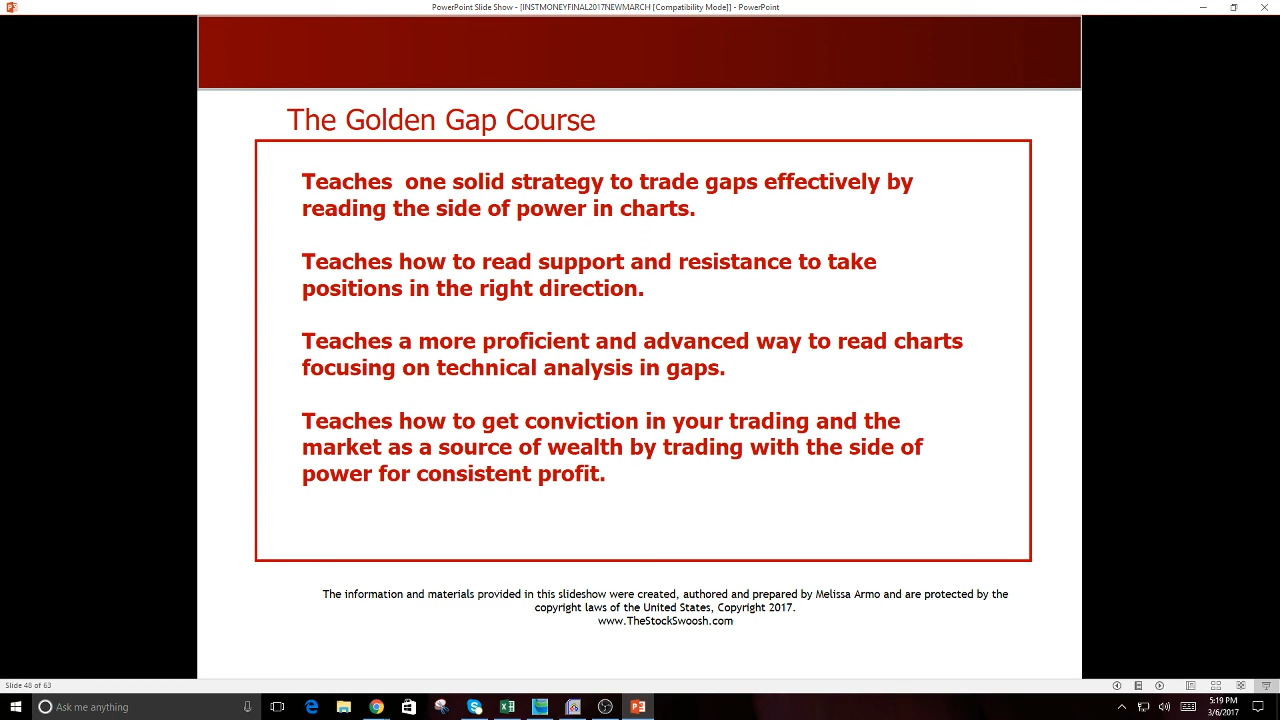 PowerPoint Slide Show - [INSTMONEYFINAL2017NEWMARCH [Compatibility Mode]] - PowerPoint
The Golden Gap Course
Teaches  one solid strategy to trade gaps effectively by
reading the side of power in charts.
Teaches how to read support and resistance to take
positions in the right direction.
Teaches a more proficient and advanced way to read charts
focusing on technical analysis in gaps.
Teaches how to get conviction in your trading and the
market as a source of wealth by trading with the side of
power for consistent profit.
The information and materials provided in this slideshow were created, authored and prepared by Melissa Armo and are protected by the
copyright laws of the United States, Copyright 2017.
www.TheStockSwoosh.com
Slide 48 of 63
Ask me anything
5:19 PM
3/6/2017